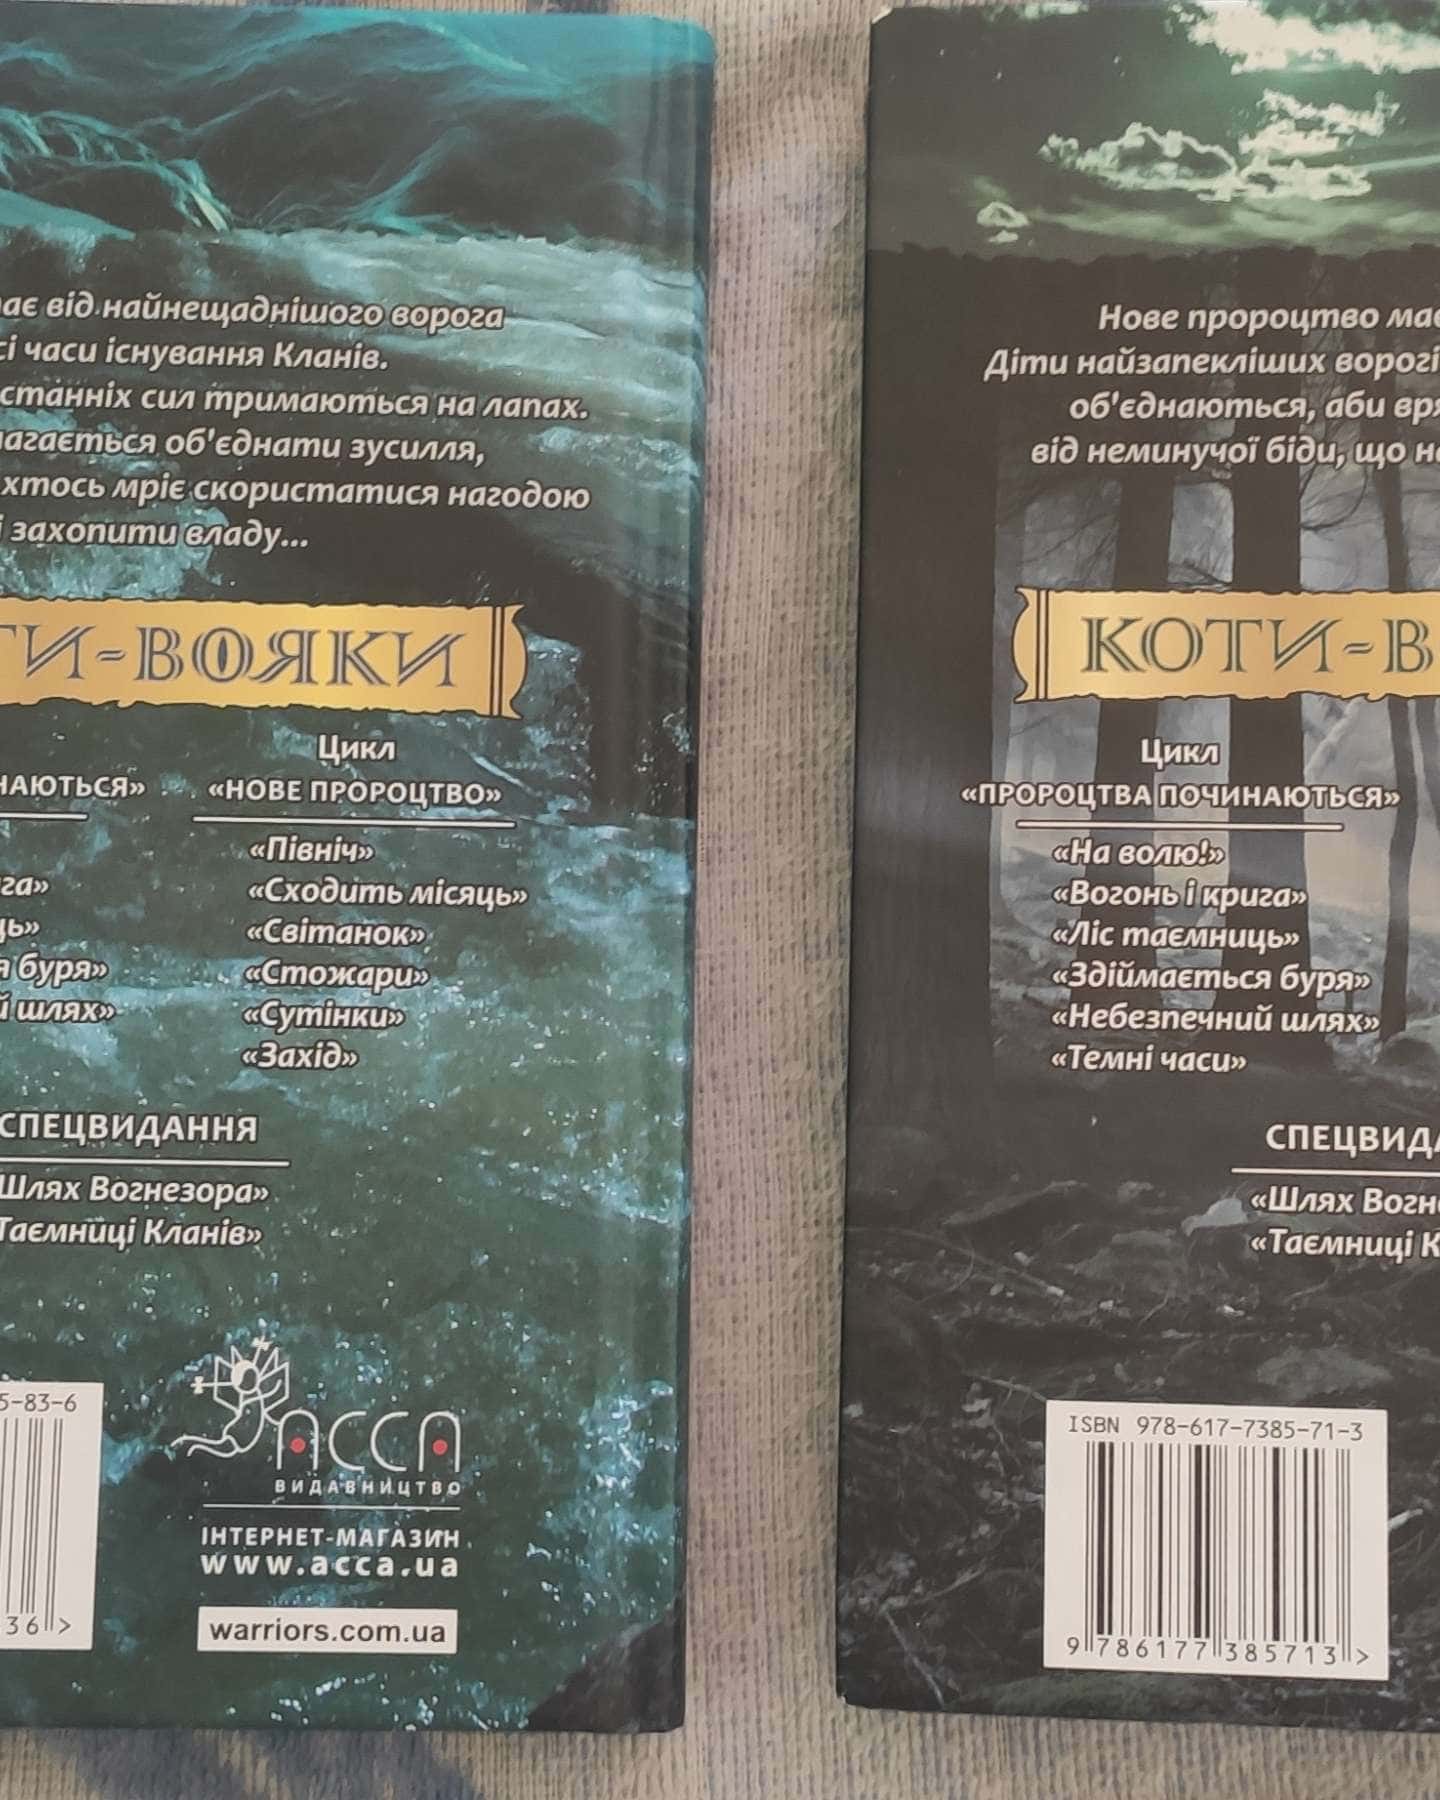 від найнещаднішого ворога
часи існування Кланів.
сил тримаються на лапах.
об'єднати зусилля,
хтось мріє скористатися нагодою
і захопити владу...
ТИ-ВОЯКИ
НАЮТЬСЯ»
га»
ць»
я буря»
й шлях»
Цикл
«НОВЕ ПРОРОЦТВО»
«Північ»
«Сходить місяць»
«Світанок»
«Стожари»
«Сутінки»
«Захід»
СПЕЦВИДАННЯ
Шлях Вогнезора»
Таємниці Кланів»
5-83-6
36>
АССА
ВИДАВНИЦТВО
ІНТЕРНЕТ-МАГАЗИН
www.acca.ua
warriors.com.ua
Нове пророцтво має
Діти найзапекліших ворогі
об'єднаються, аби вря
від неминучої біди, що на
КОТИ-В
Цикл
«ПРОРОЦТВА ПОЧИНАЮТЬСЯ»
«На волю!»
«Вогонь і крига»
«Ліс таємниць»
«Здіймається буря»
«Небезпечний шлях»
«Темні часи»
СПЕЦВИДА
«Шлях Вогн
«Таємниці К
ISBN 978-617-7385-71-3
9 786177 385713 >